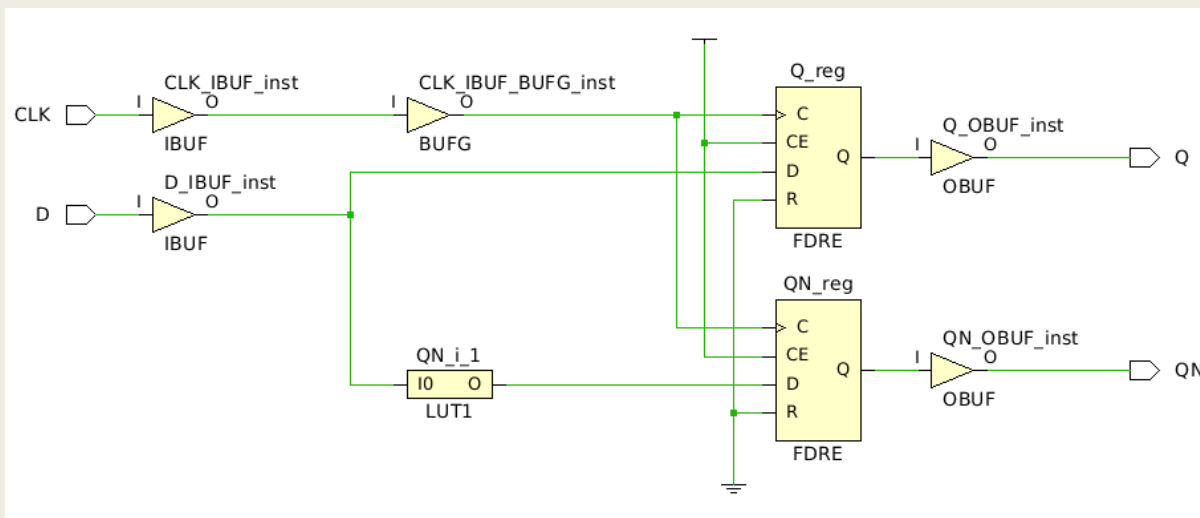 Q_reg
CLK_IBUF_inst
CLK_IBUF_BUFG_inst
CLK
I
O
I
O
C
IBUF
BUFG
CE
Q_OBUF_inst
Q
I
O
Q
D
D_IBUF_inst
OBUF
D
I
O
R
IBUF
FDRE
QN_reg
C
QN_OBUF_inst
QN_i_1
CE
Q
I
O
QN
I0
O
D
LUT1
OBUF
R
FDRE